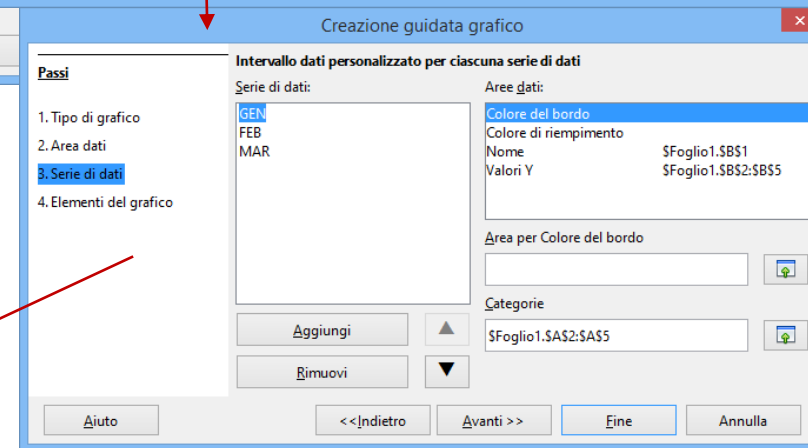 Creazione guidata grafico
Passi
1. Tipo di grafico
2. Area dati
3. Serie di dati
4. Elementi del grafico
Intervallo dati personalizzato per ciascuna serie di dati
Serie di dati:
GEN
FEB
MAR
Aggiungi
Rimuovi
Aree dati:
Colore del bordo
Colore di riempimento
Nome $Foglio1.$B$1
Valori Y $Foglio1.$B$2:$B$5
Area per Colore del bordo
Categorie
$Foglio1.$A$2:$A$5
Aiuto <<Indietro Avanti >> Fine Annulla